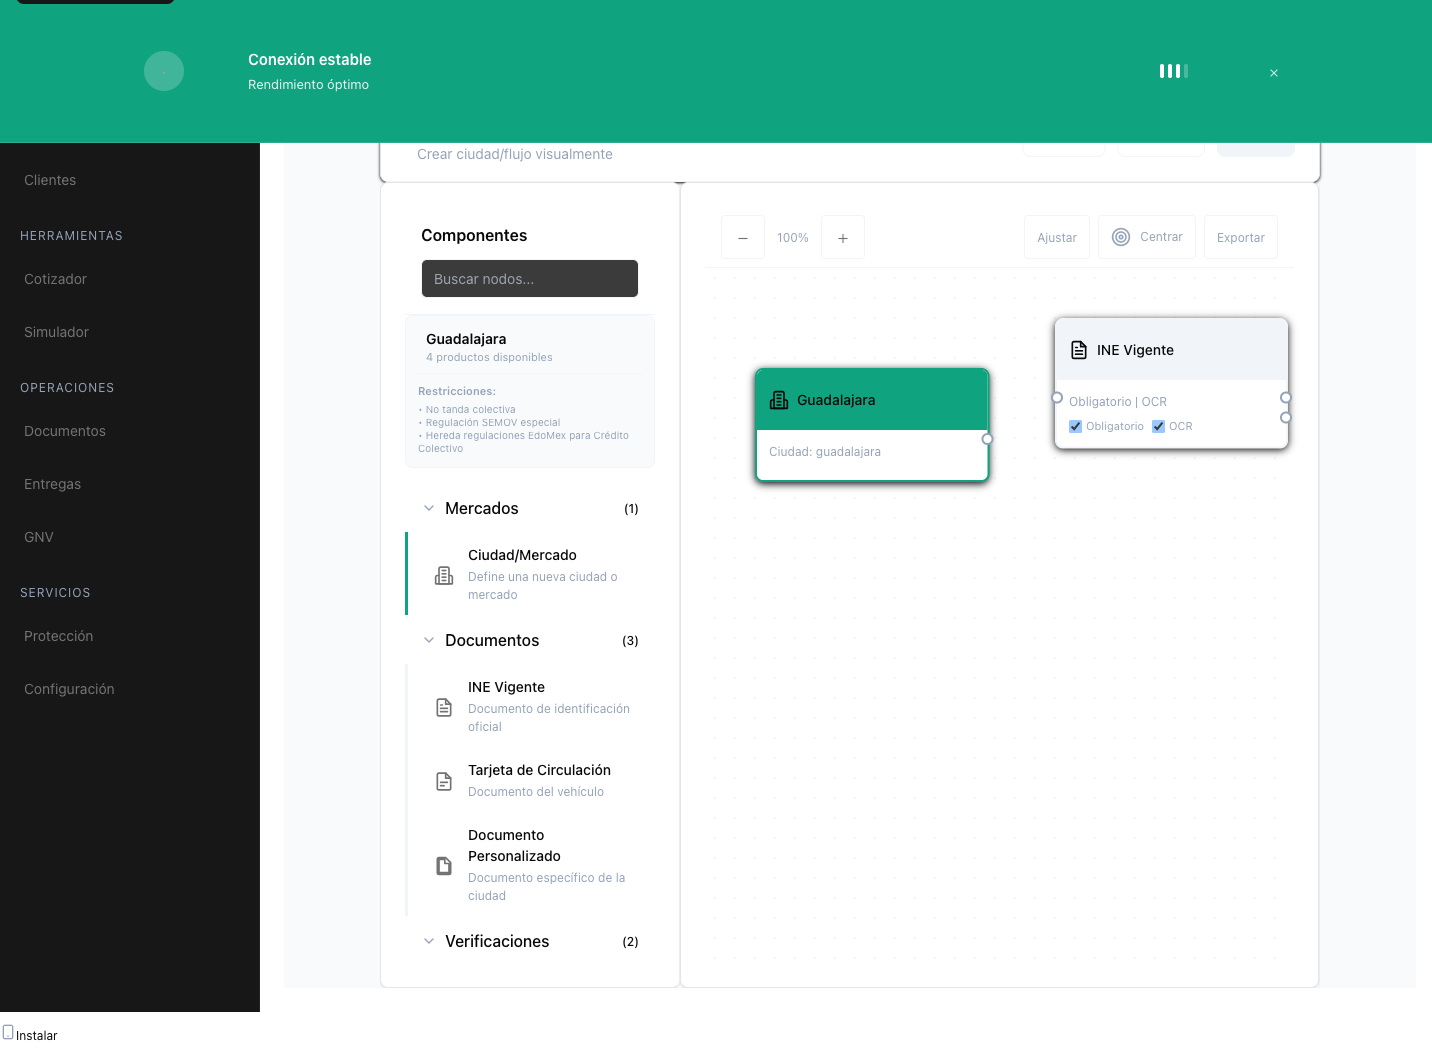 Conexión estable
Rendimiento óptimo
×
Clientes
HERRAMIENTAS
Cotizador
Simulador
OPERACIONES
Documentos
Entregas
GNV
SERVICIOS
Protección
Configuración
Crear ciudad/flujo visualmente
Componentes
Buscar nodos...
Guadalajara
4 productos disponibles
Restricciones:
• No tanda colectiva
• Regulación SEMOV especial
• Hereda regulaciones EdoMex para Crédito
Colectivo
Mercados (1)
Ciudad/Mercado
Define una nueva ciudad o
mercado
Documentos (3)
INE Vigente
Documento de identificación
oficial
Tarjeta de Circulación
Documento del vehículo
Documento
Personalizado
Documento específico de la
ciudad
Verificaciones (2)
− 100% + Ajustar Centrar Exportar
Guadalajara
Ciudad: guadalajara
INE Vigente
Obligatorio | OCR
Obligatorio OCR
Instalar